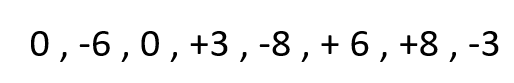 0 , -6 , 0 , +3 , -8 , + 6 , +8 , -3